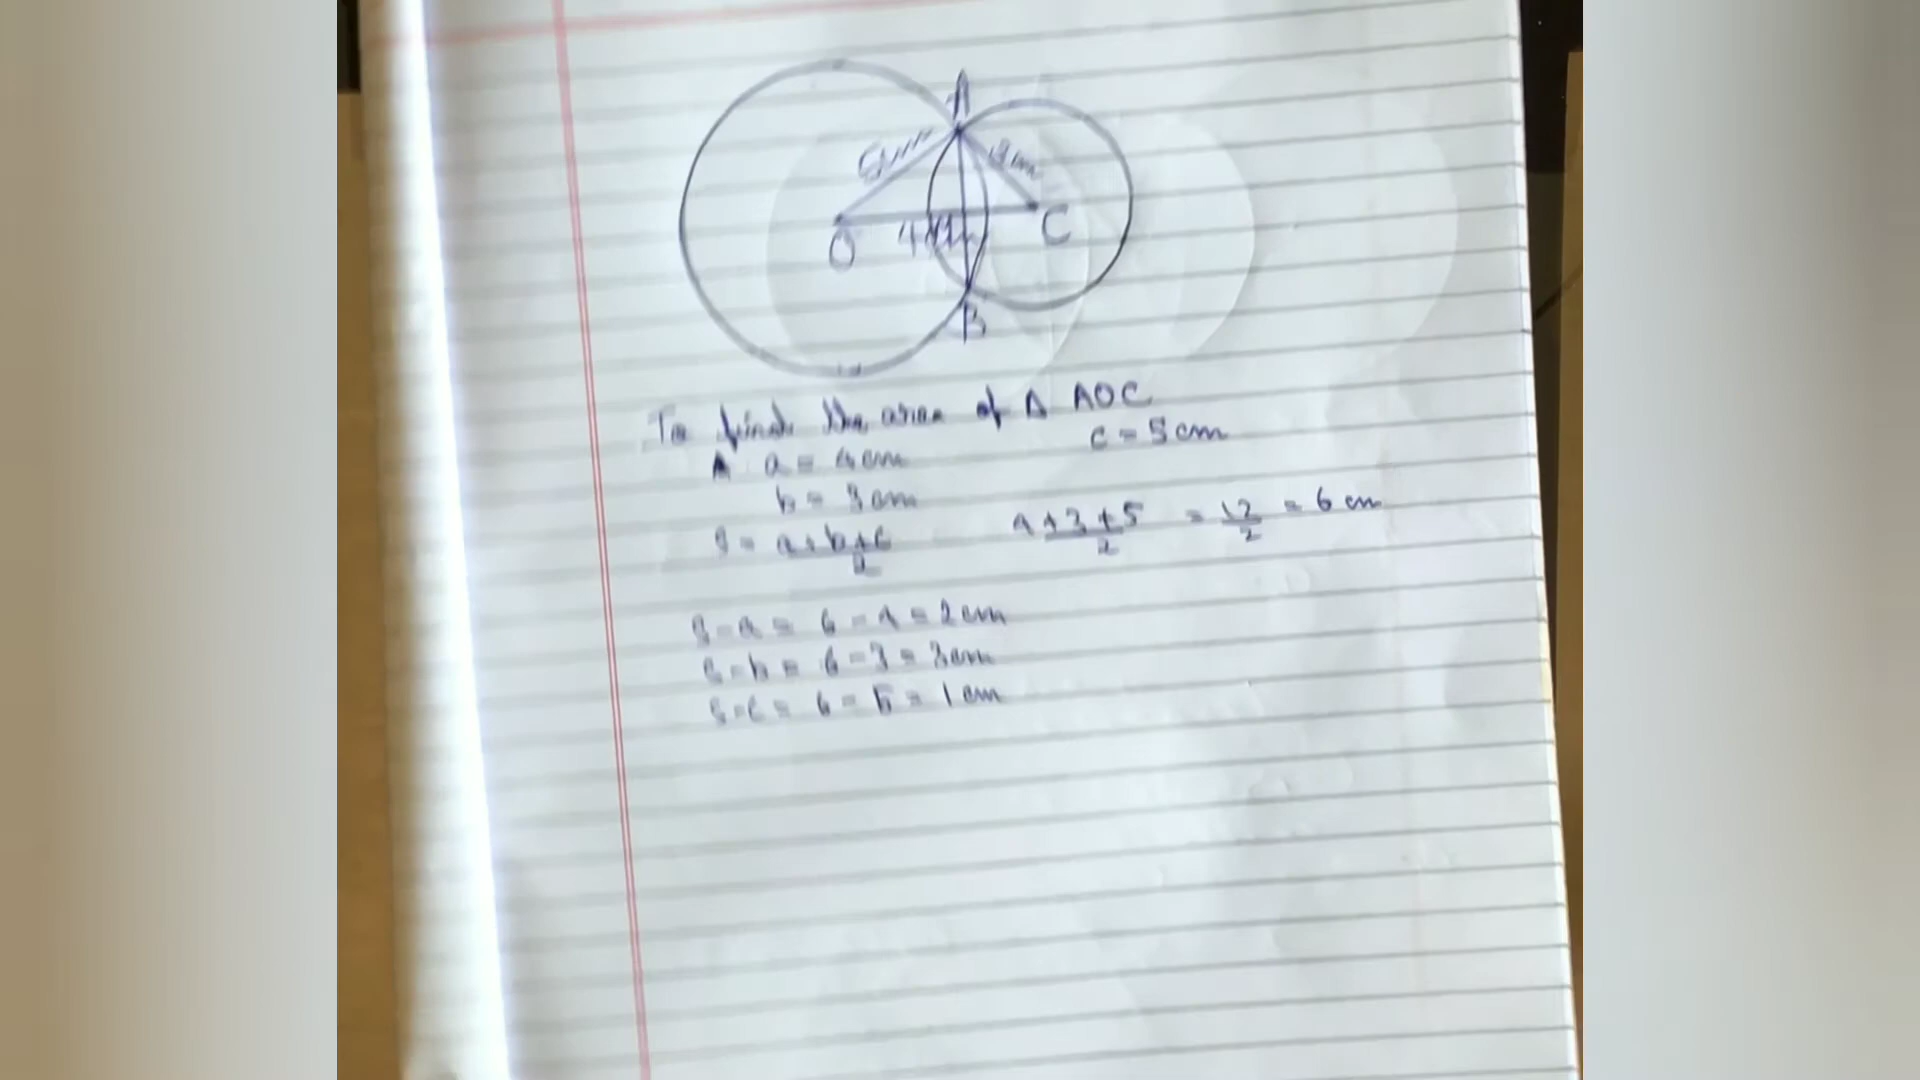 A
5cm
3cm
O
4cm
C
B
To find the area of Δ AOC
a = 4cm
c = 5cm
b = 3cm
s = a+b+c/2
4+3+5/2 = 12/2 = 6 cm
s-a = 6-4 = 2cm
s-b = 6-3 = 3cm
s-c = 6-5 = 1cm